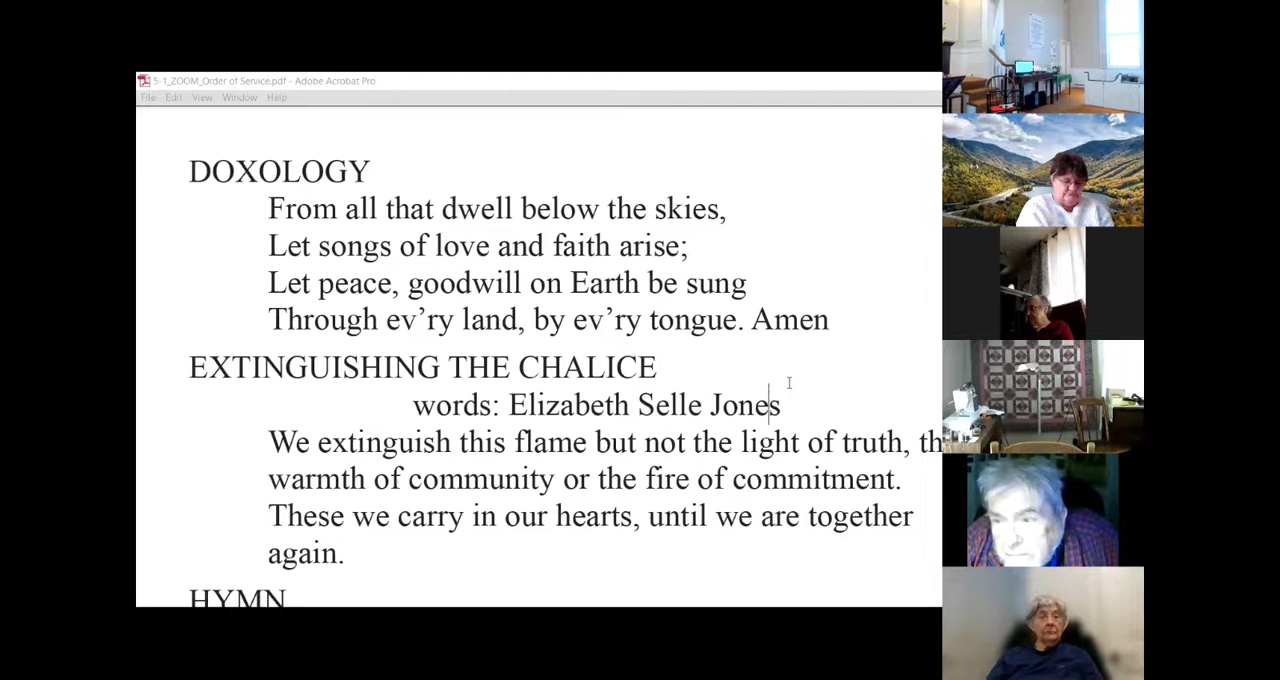 5-1_ZOOM_Order of Service.pdf - Adobe Acrobat Pro
File Edit View Window Help
DOXOLOGY
From all that dwell below the skies,
Let songs of love and faith arise;
Let peace, goodwill on Earth be sung
Through ev’ry land, by ev’ry tongue. Amen
EXTINGUISHING THE CHALICE
words: Elizabeth Selle Jones
We extinguish this flame but not the light of truth, th
warmth of community or the fire of commitment.
These we carry in our hearts, until we are together
again.
HYMN